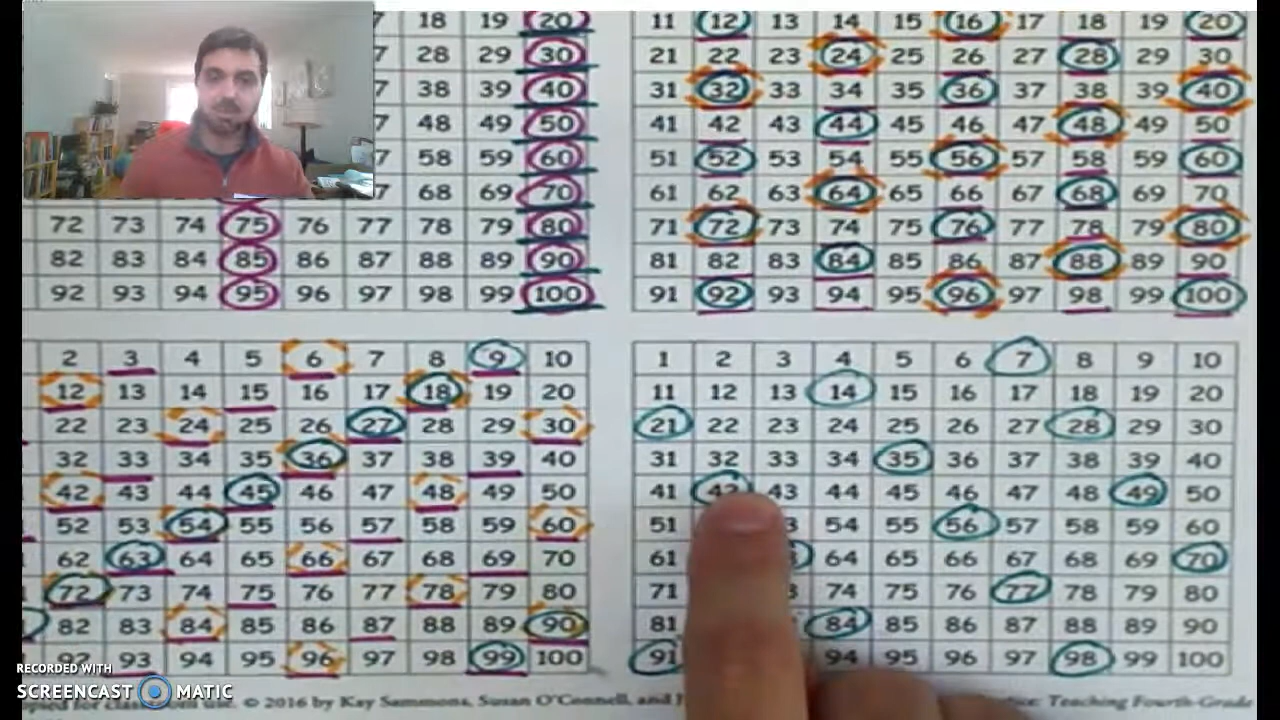 7 18 19 20
7 28 29 30
7 38 39 40
7 48 49 50
7 58 59 60
7 68 69 70
72 73 74 75 76 77 78 79 80
82 83 84 85 86 87 88 89 90
92 93 94 95 96 97 98 99 100
11 12 13 14 15 16 17 18 19 20
21 22 23 24 25 26 27 28 29 30
31 32 33 34 35 36 37 38 39 40
41 42 43 44 45 46 47 48 49 50
51 52 53 54 55 56 57 58 59 60
61 62 63 64 65 66 67 68 69 70
71 72 73 74 75 76 77 78 79 80
81 82 83 84 85 86 87 88 89 90
91 92 93 94 95 96 97 98 99 100
2 3 4 5 6 7 8 9 10
12 13 14 15 16 17 18 19 20
22 23 24 25 26 27 28 29 30
32 33 34 35 36 37 38 39 40
42 43 44 45 46 47 48 49 50
52 53 54 55 56 57 58 59 60
62 63 64 65 66 67 68 69 70
72 73 74 75 76 77 78 79 80
82 83 84 85 86 87 88 89 90
92 93 94 95 96 97 98 99 100
1 2 3 4 5 6 7 8 9 10
11 12 13 14 15 16 17 18 19 20
21 22 23 24 25 26 27 28 29 30
31 32 33 34 35 36 37 38 39 40
41 42 43 44 45 46 47 48 49 50
51 54 55 56 57 58 59 60
61 64 65 66 67 68 69 70
71 74 75 76 77 78 79 80
81 84 85 86 87 88 89 90
91 94 95 96 97 98 99 100
for classroom use. © 2016 by Kay Sammons, Susan O'Connell, and Teaching Fourth-Grade
RECORDED WITH
SCREENCAST MATIC